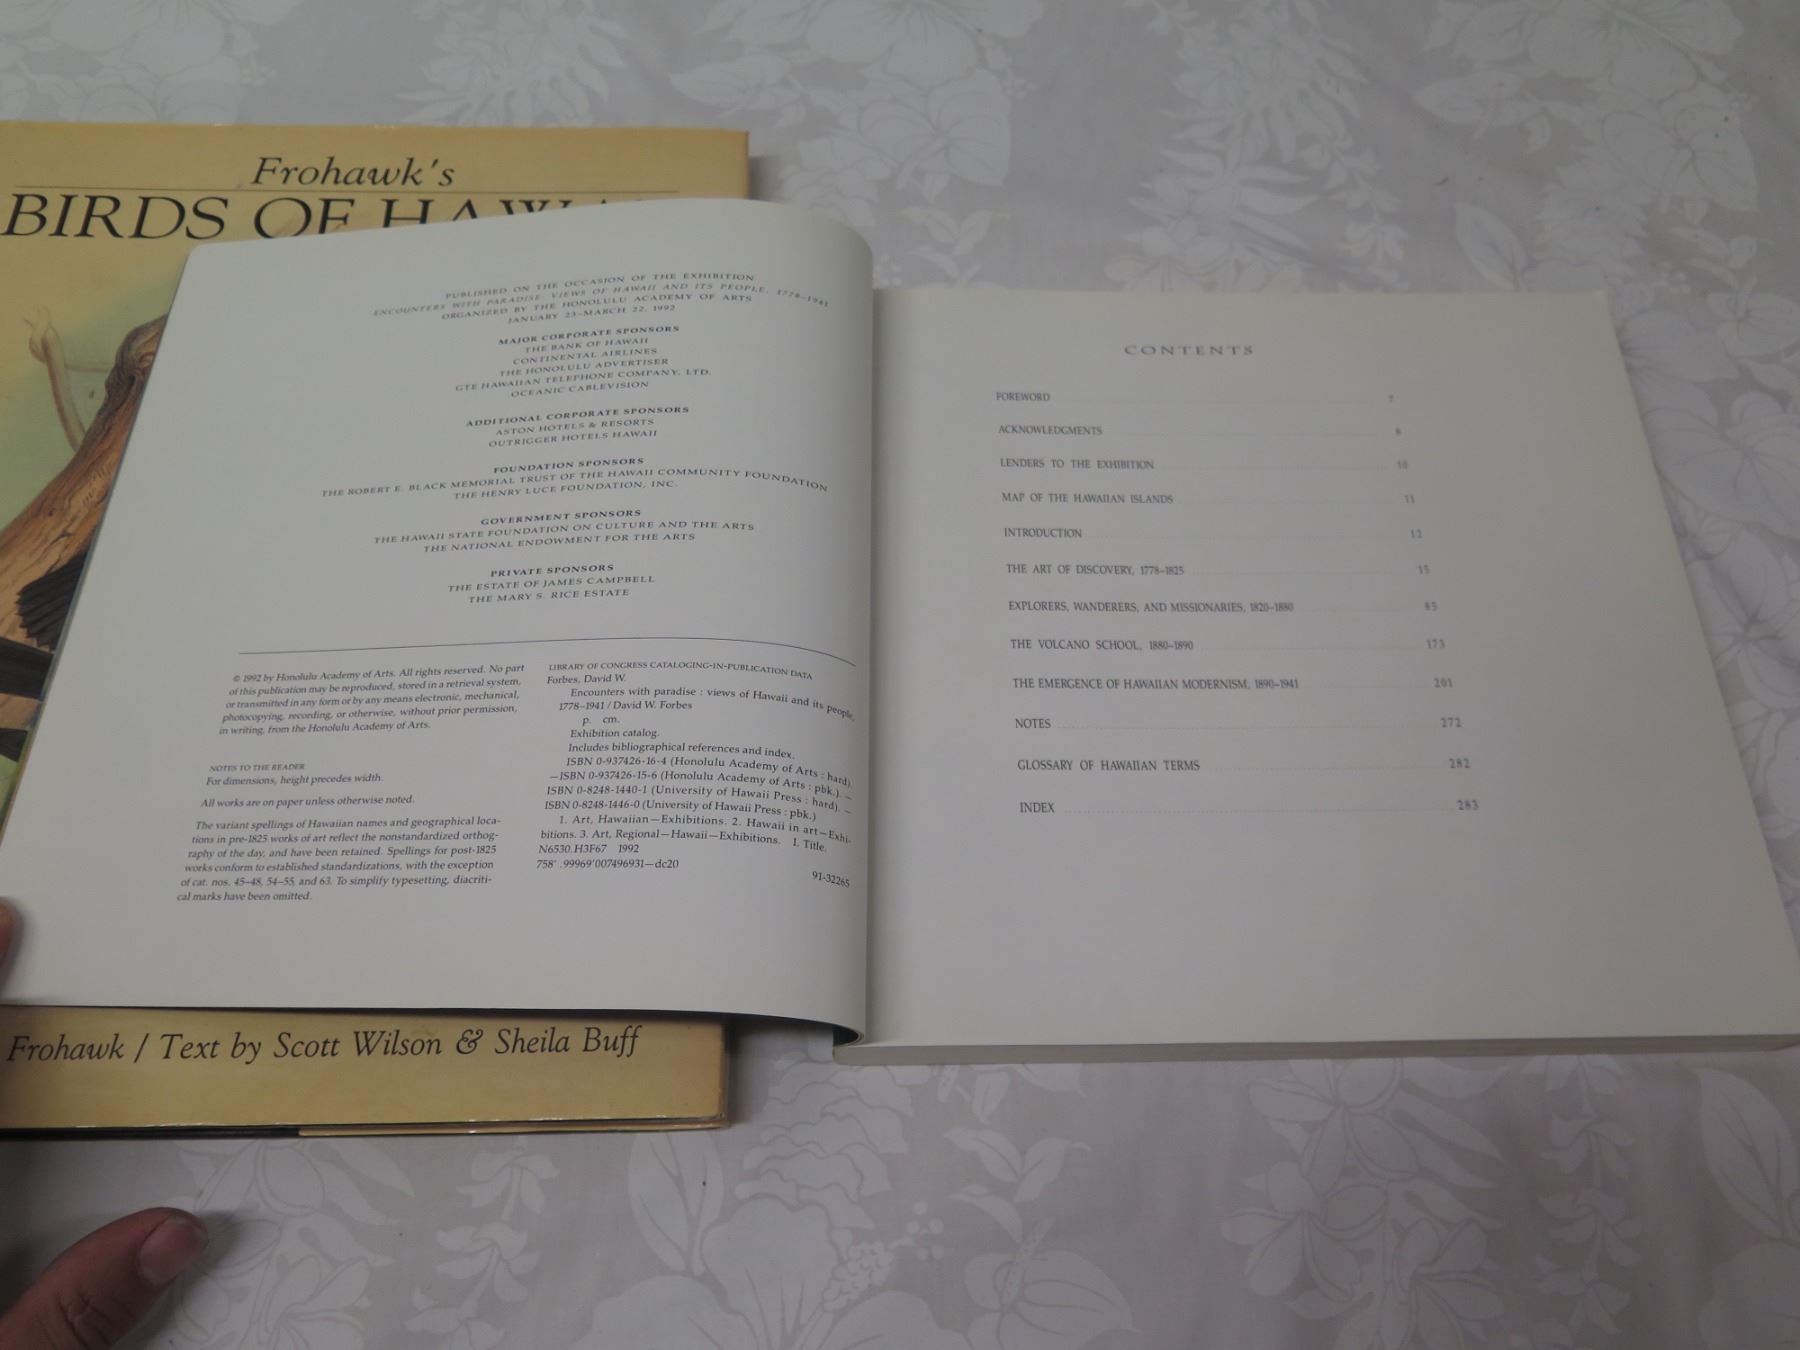 Frohawk's
BIRDS OF HAWAI
PUBLISHED ON THE OCCASION OF THE EXHIBITION
ENCOUNTERS WITH PARADISE: VIEWS OF HAWAII AND ITS PEOPLE, 1778–1941
ORGANIZED BY THE HONOLULU ACADEMY OF ARTS
JANUARY 23–MARCH 22, 1992
MAJOR CORPORATE SPONSORS
THE BANK OF HAWAII
CONTINENTAL AIRLINES
THE HONOLULU ADVERTISER
GTE HAWAIIAN TELEPHONE COMPANY, LTD.
OCEANIC CABLEVISION
ADDITIONAL CORPORATE SPONSORS
ASTON HOTELS & RESORTS
OUTRIGGER HOTELS HAWAII
FOUNDATION SPONSORS
THE ROBERT E. BLACK MEMORIAL TRUST OF THE HAWAII COMMUNITY FOUNDATION
THE HENRY LUCE FOUNDATION, INC.
GOVERNMENT SPONSORS
THE HAWAII STATE FOUNDATION ON CULTURE AND THE ARTS
THE NATIONAL ENDOWMENT FOR THE ARTS
PRIVATE SPONSORS
THE ESTATE OF JAMES CAMPBELL
THE MARY S. RICE ESTATE
© 1992 by Honolulu Academy of Arts. All rights reserved. No part
of this publication may be reproduced, stored in a retrieval system,
or transmitted in any form or by any means electronic, mechanical,
photocopying, recording, or otherwise, without prior permission,
in writing, from the Honolulu Academy of Arts.
NOTES TO THE READER
For dimensions, height precedes width.
All works are on paper unless otherwise noted.
The variant spellings of Hawaiian names and geographical loca-
tions in pre-1825 works of art reflect the nonstandardized orthog-
raphy of the day, and have been retained. Spellings for post-1825
works conform to established standardizations, with the exception
of cat. nos. 45–48, 54–55, and 63. To simplify typesetting, diacriti-
cal marks have been omitted.
LIBRARY OF CONGRESS CATALOGING-IN-PUBLICATION DATA
Forbes, David W.
Encounters with paradise : views of Hawaii and its people,
1778–1941 / David W. Forbes
p. cm.
Exhibition catalog.
Includes bibliographical references and index.
ISBN 0-937426-16-4 (Honolulu Academy of Arts : hard).
—ISBN 0-937426-15-6 (Honolulu Academy of Arts : pbk.). —
ISBN 0-8248-1440-1 (University of Hawaii Press : hard). —
ISBN 0-8248-1446-0 (University of Hawaii Press : pbk.)
1. Art, Hawaiian—Exhibitions. 2. Hawaii in art—Exhi-
bitions. 3. Art, Regional—Hawaii—Exhibitions. I. Title.
N6530.H3F67 1992
758' .99969'007496931—dc20
91-32265
CONTENTS
FOREWORD 7
ACKNOWLEDGMENTS 8
LENDERS TO THE EXHIBITION 10
MAP OF THE HAWAIIAN ISLANDS 11
INTRODUCTION 12
THE ART OF DISCOVERY, 1778–1825 15
EXPLORERS, WANDERERS, AND MISSIONARIES, 1820–1880 85
THE VOLCANO SCHOOL, 1880–1890 173
THE EMERGENCE OF HAWAIIAN MODERNISM, 1890–1941 201
NOTES 272
GLOSSARY OF HAWAIIAN TERMS 282
INDEX 283
Frohawk / Text by Scott Wilson & Sheila Buff